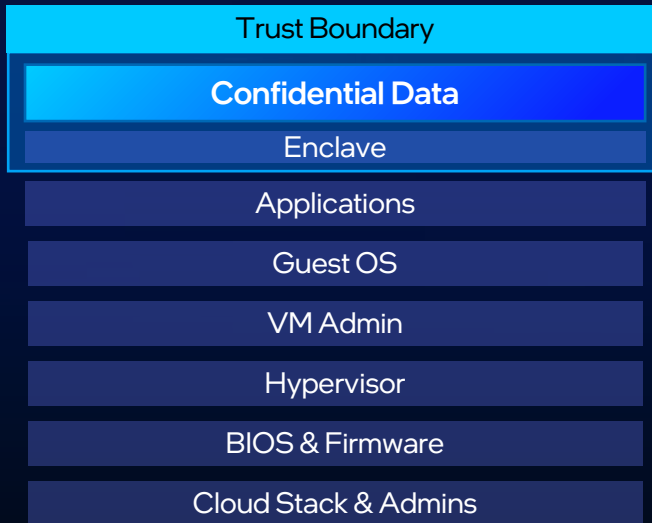 Trust Boundary
Confidential Data
Enclave
Applications
Guest OS
VM Admin
Hypervisor
BIOS & Firmware
Cloud Stack & Admins